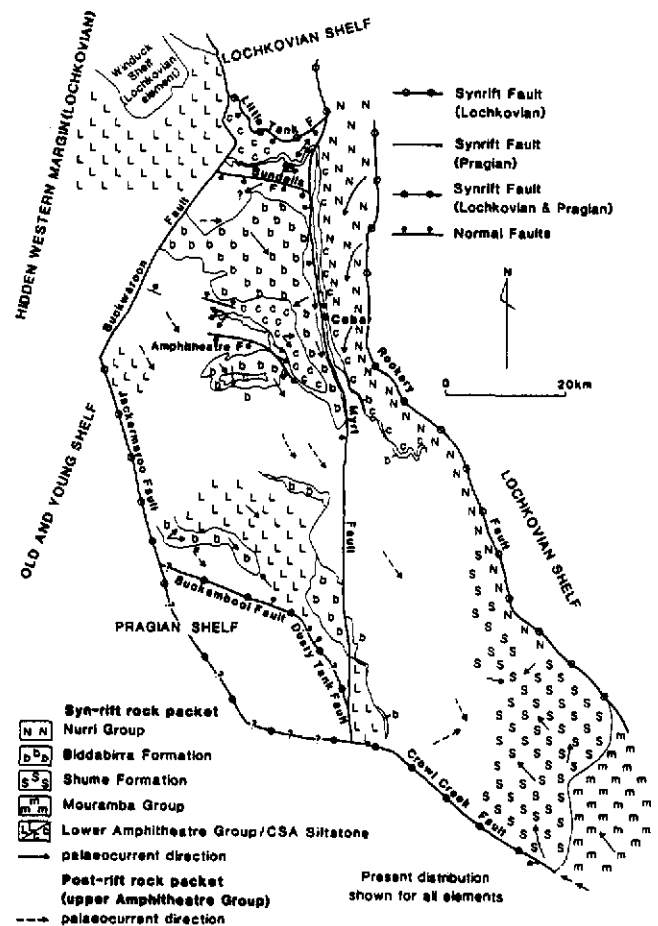 LOCHKOVIAN SHELF
Winduck
Shelf
(Lochkovian
element)
HIDDEN WESTERN MARGIN (LOCHKOVIAN)
Little Tank F
Synrift Fault
(Lochkovian)
Synrift Fault
(Pragian)
Synrift Fault
(Lochkovian & Pragian)
Normal Faults
N
0 20km
Buckwaroon Fault
Cobar
Amphitheatre F
Rookery Fault
Myrt Fault
Jackermaroo Fault
OLD AND YOUNG SHELF
LOCHKOVIAN SHELF
Buckambool Fault
Dusty Tank Fault
PRAGIAN SHELF
Crowl Creek Fault
Syn-rift rock packet
N N Nurri Group
b b b Biddabirra Formation
S S S Shume Formation
m m m Mouramba Group
Lower Amphitheatre Group/CSA Siltstone
palaeocurrent direction
Post-rift rock packet
(upper Amphitheatre Group)
palaeocurrent direction
Present distribution
shown for all elements